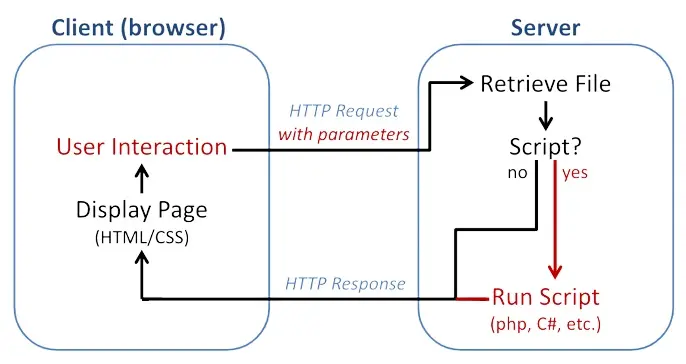 Client (browser)
Server
HTTP Request
with parameters
Retrieve File
User Interaction
Script?
no
yes
Display Page
(HTML/CSS)
HTTP Response
Run Script
(php, C#, etc.)